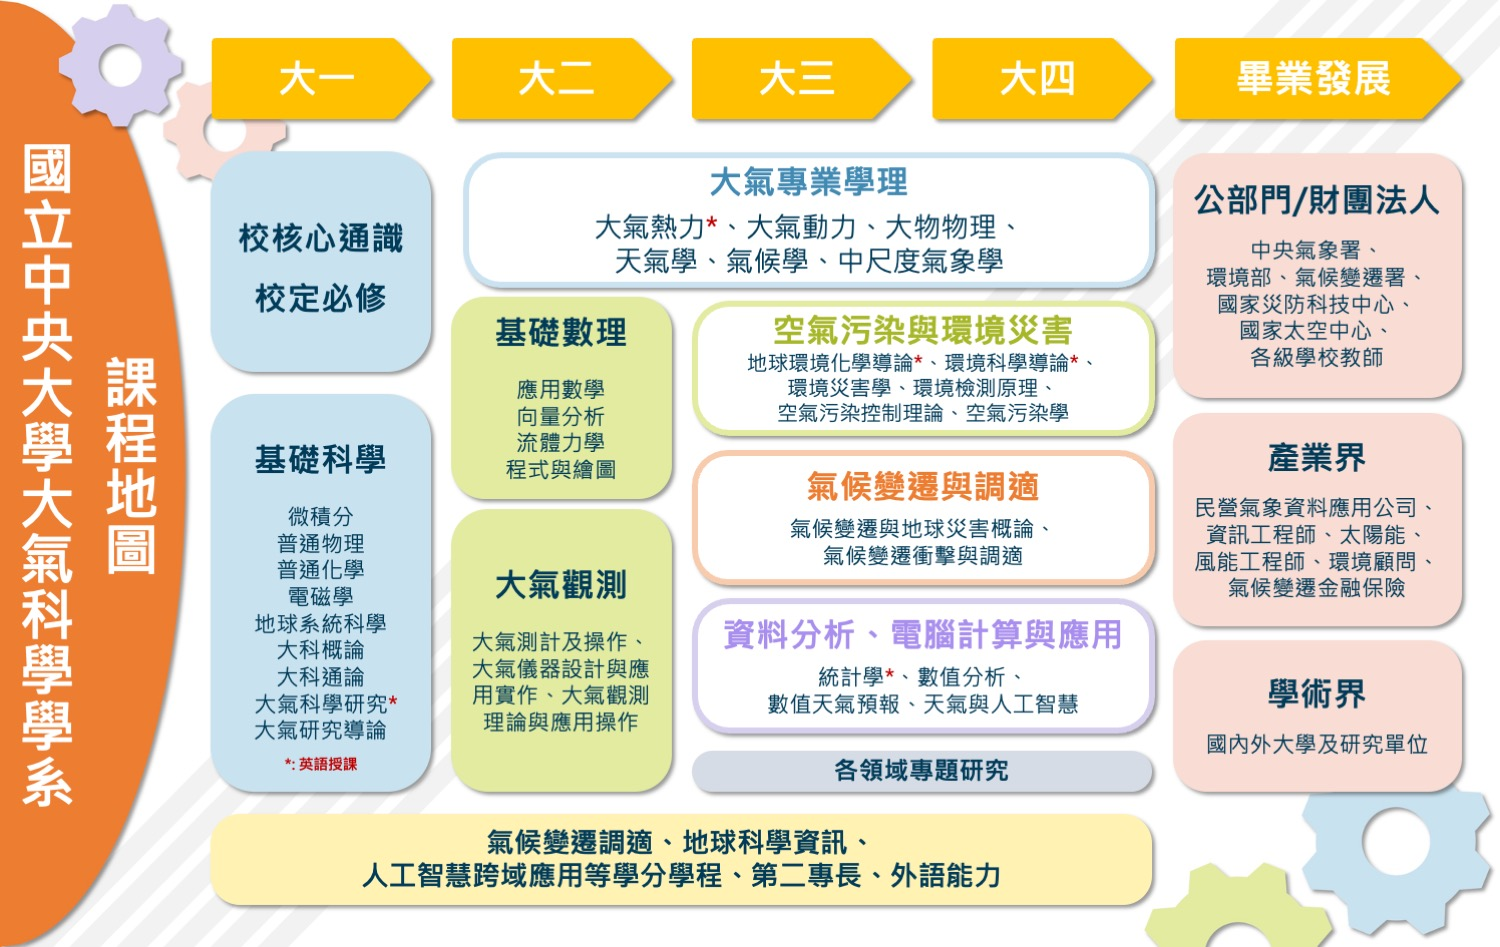 國立中央大學大氣科學學系
課程地圖
大一
大二
大三
大四
畢業發展
校核心通識
校定必修
基礎科學
微積分
普通物理
普通化學
電磁學
地球系統科學
大科概論
大科通論
大氣科學研究*
大氣研究導論
*: 英語授課
大氣專業學理
大氣熱力*、大氣動力、大物物理、
天氣學、氣候學、中尺度氣象學
基礎數理
應用數學
向量分析
流體力學
程式與繪圖
大氣觀測
大氣測計及操作、
大氣儀器設計與應
用實作、大氣觀測
理論與應用操作
空氣污染與環境災害
地球環境化學導論*、環境科學導論*、
環境災害學、環境檢測原理、
空氣污染控制理論、空氣污染學
氣候變遷與調適
氣候變遷與地球災害概論、
氣候變遷衝擊與調適
資料分析、電腦計算與應用
統計學*、數值分析、
數值天氣預報、天氣與人工智慧
各領域專題研究
公部門/財團法人
中央氣象署、
環境部、氣候變遷署、
國家災防科技中心、
國家太空中心、
各級學校教師
產業界
民營氣象資料應用公司、
資訊工程師、太陽能、
風能工程師、環境顧問、
氣候變遷金融保險
學術界
國內外大學及研究單位
氣候變遷調適、地球科學資訊、
人工智慧跨域應用等學分學程、第二專長、外語能力